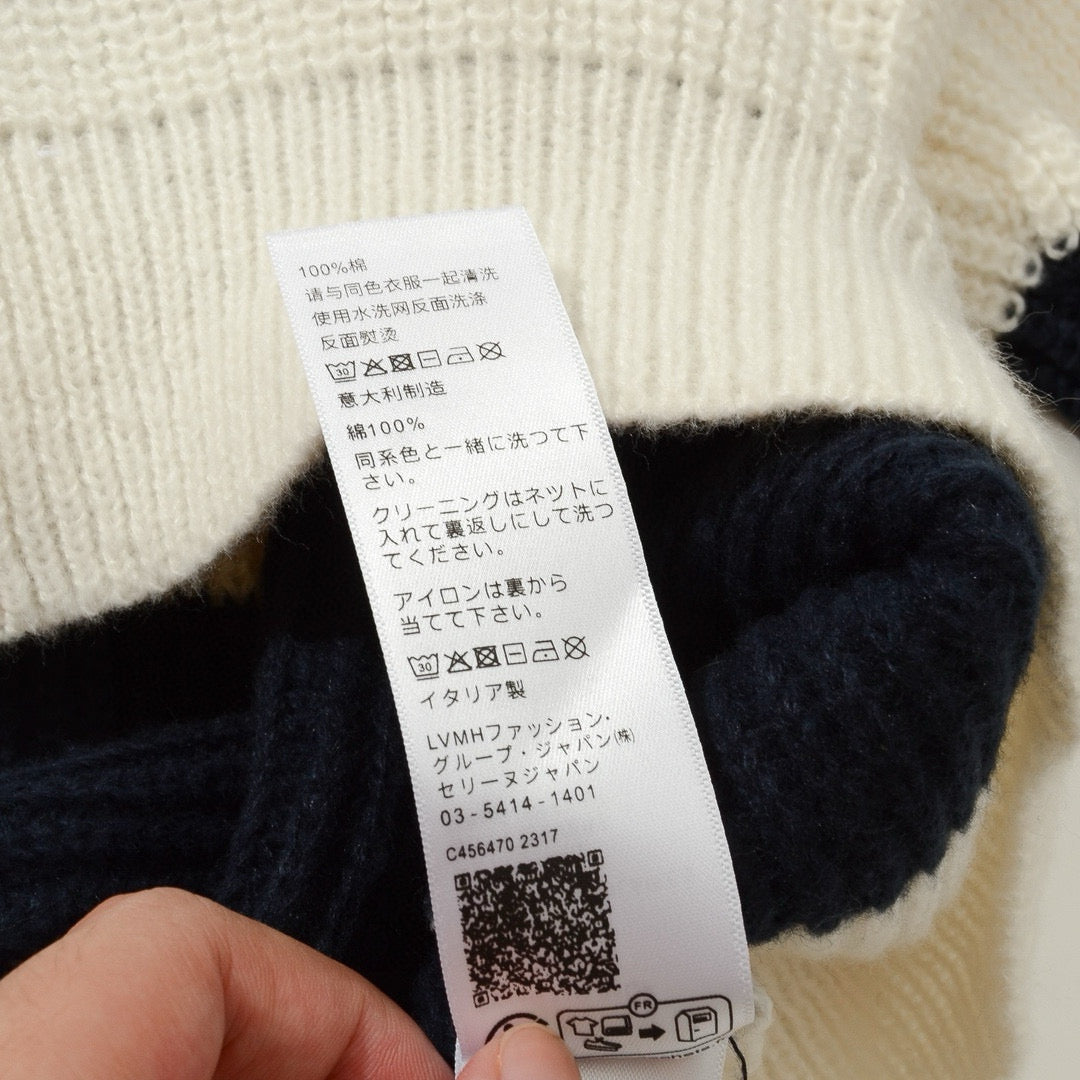 100%棉
请与同色衣服一起清洗
使用水洗网反面洗涤
反面熨烫
30
意大利制造
綿100%
同系色と一緒に洗つて下
さい。
クリーニングはネツトに
入れて裏返しにして洗つ
てください。
アイロンは裏から
当てて下さい。
30
イタリア製
LVMHファッション・
グループ・ジャパン㈱
セリーヌジャパン
03-5414-1401
C456470 2317
FR